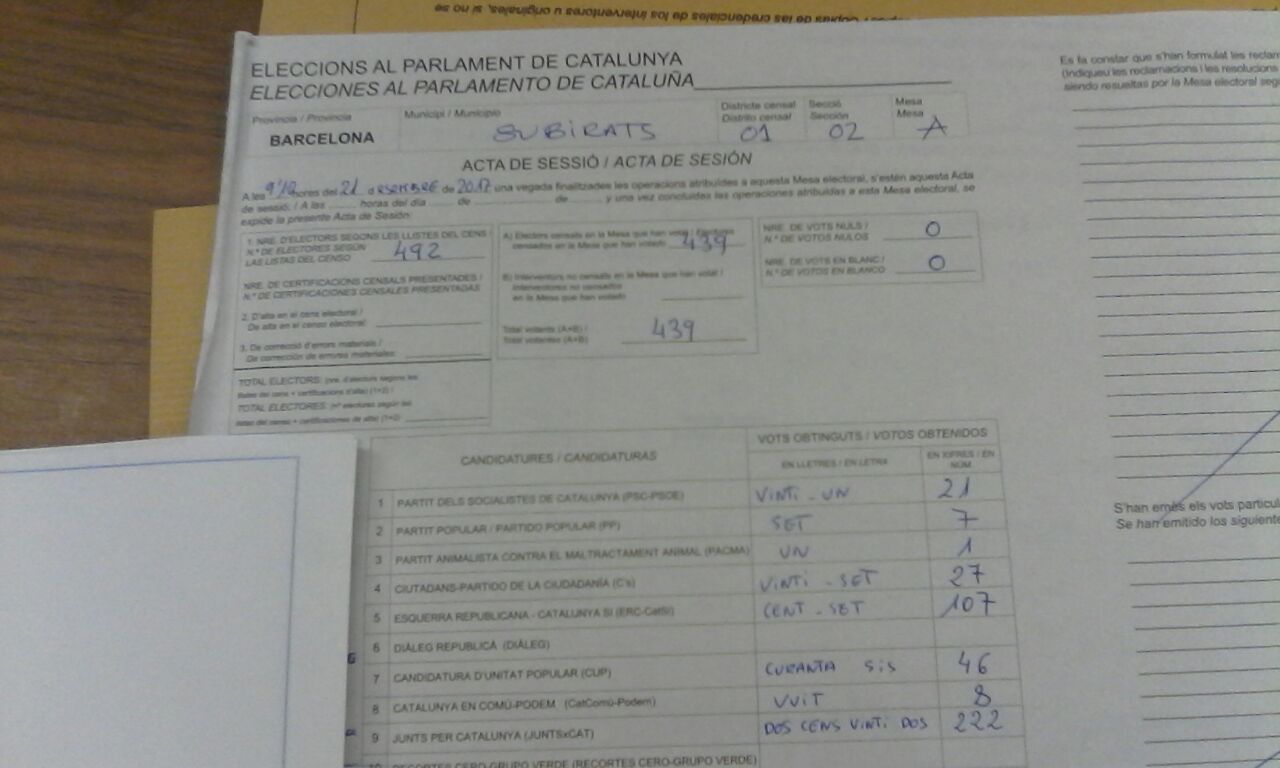 copias de las credenciales de los interventores u originales, si no se
ELECCIONS AL PARLAMENT DE CATALUNYA
ELECCIONES AL PARLAMENTO DE CATALUÑA
Província / Provincia
BARCELONA
Municipi / Municipio
SUBIRATS
Districte censal
Distrito censal
01
Secció
Sección
02
Mesa
Mesa
A
ACTA DE SESSIÓ / ACTA DE SESIÓN
A les hores del 21 de 2017 una vegada finalitzades les operacions atribuïdes a aquesta Mesa electoral, s'estén aquesta Acta
de sessió. / A las ........ horas del día ........ de ........ de ........ y una vez concluidas las operaciones atribuidas a esta Mesa electoral, se
expide la presente Acta de Sesión:
1. NRE. D'ELECTORS SEGONS LES LLISTES DEL CENS /
N.º DE ELECTORES SEGÚN
LAS LISTAS DEL CENSO 492
NRE. DE CERTIFICACIONS CENSALS PRESENTADES /
N.º DE CERTIFICACIONES CENSALES PRESENTADAS
2. D'alta en el cens electoral /
De alta en el censo electoral:
3. De correcció d'errors materials /
De corrección de errores materiales:
TOTAL ELECTORS: (nre. d'electors segons les
llistes del cens + certificacions d'alta) (1+2) /
TOTAL ELECTORES: (nº electores según las
listas del censo + certificaciones de alta) (1+2)
A) Electors censats en la Mesa que han votat / Electores
censados en la Mesa que han votado 439
B) Interventors no censats en la Mesa que han votat /
Interventores no censados
en la Mesa que han votado
Total votants (A+B) /
Total votantes (A+B) 439
NRE. DE VOTS NULS /
N.º DE VOTOS NULOS 0
NRE. DE VOTS EN BLANC /
N.º DE VOTOS EN BLANCO 0
CANDIDATURES / CANDIDATURAS
VOTS OBTINGUTS / VOTOS OBTENIDOS
EN LLETRES / EN LETRA
EN XIFRES / EN
NÚM.
1 PARTIT DELS SOCIALISTES DE CATALUNYA (PSC-PSOE) VINTI-UN 21
2 PARTIT POPULAR / PARTIDO POPULAR (PP) SET 7
3 PARTIT ANIMALISTA CONTRA EL MALTRACTAMENT ANIMAL (PACMA) UN 1
4 CIUTADANS-PARTIDO DE LA CIUDADANÍA (C's) VINTI-SET 27
5 ESQUERRA REPUBLICANA - CATALUNYA SÍ (ERC-CatSí) CENT-SET 107
6 DIÀLEG REPUBLICÀ (DIÀLEG)
7 CANDIDATURA D'UNITAT POPULAR (CUP) CURANTA SIS 46
8 CATALUNYA EN COMÚ-PODEM (CatComú-Podem) VUIT 8
9 JUNTS PER CATALUNYA (JUNTSxCAT) DOS CENS VINTI DOS 222
10 RECORTES CERO-GRUPO VERDE (RECORTES CERO-GRUPO VERDE)
Es fa constar que s'han formulat les
(Indiqueu les reclamacions i les resolucions
siendo resueltas por la Mesa electoral
S'han emès els vots
Se han emitido los